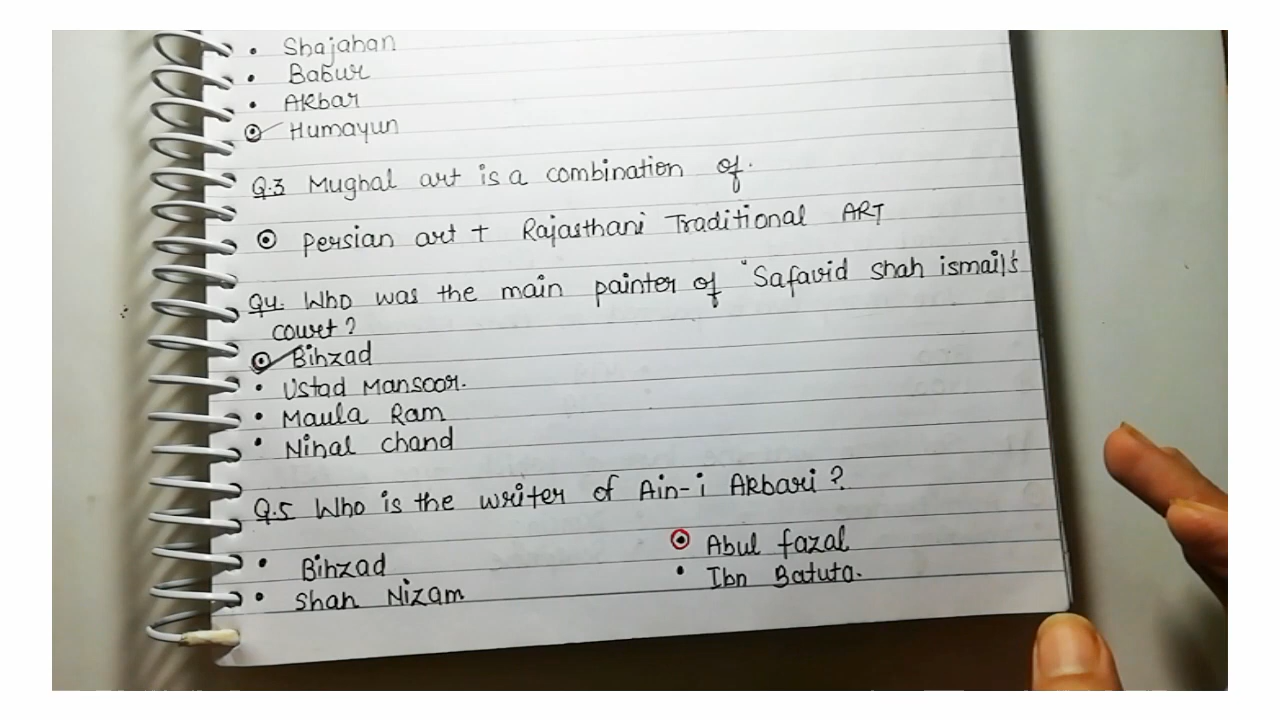 • Shajahan
• Babur
• Akbar
⊙ Humayun
Q.3 Mughal art is a combination of.
⊙ Persian art + Rajasthani Traditional ART
Q4. Who was the main painter of "Safavid shah ismail's
court?
⊙ Bihzad
• Ustad Mansoor.
• Maula Ram
• Nihal chand
Q.5 Who is the writer of Ain-i Akbari?
• Bihzad
⊙ Abul fazal
• Shah Nizam
• Ibn Batuta.